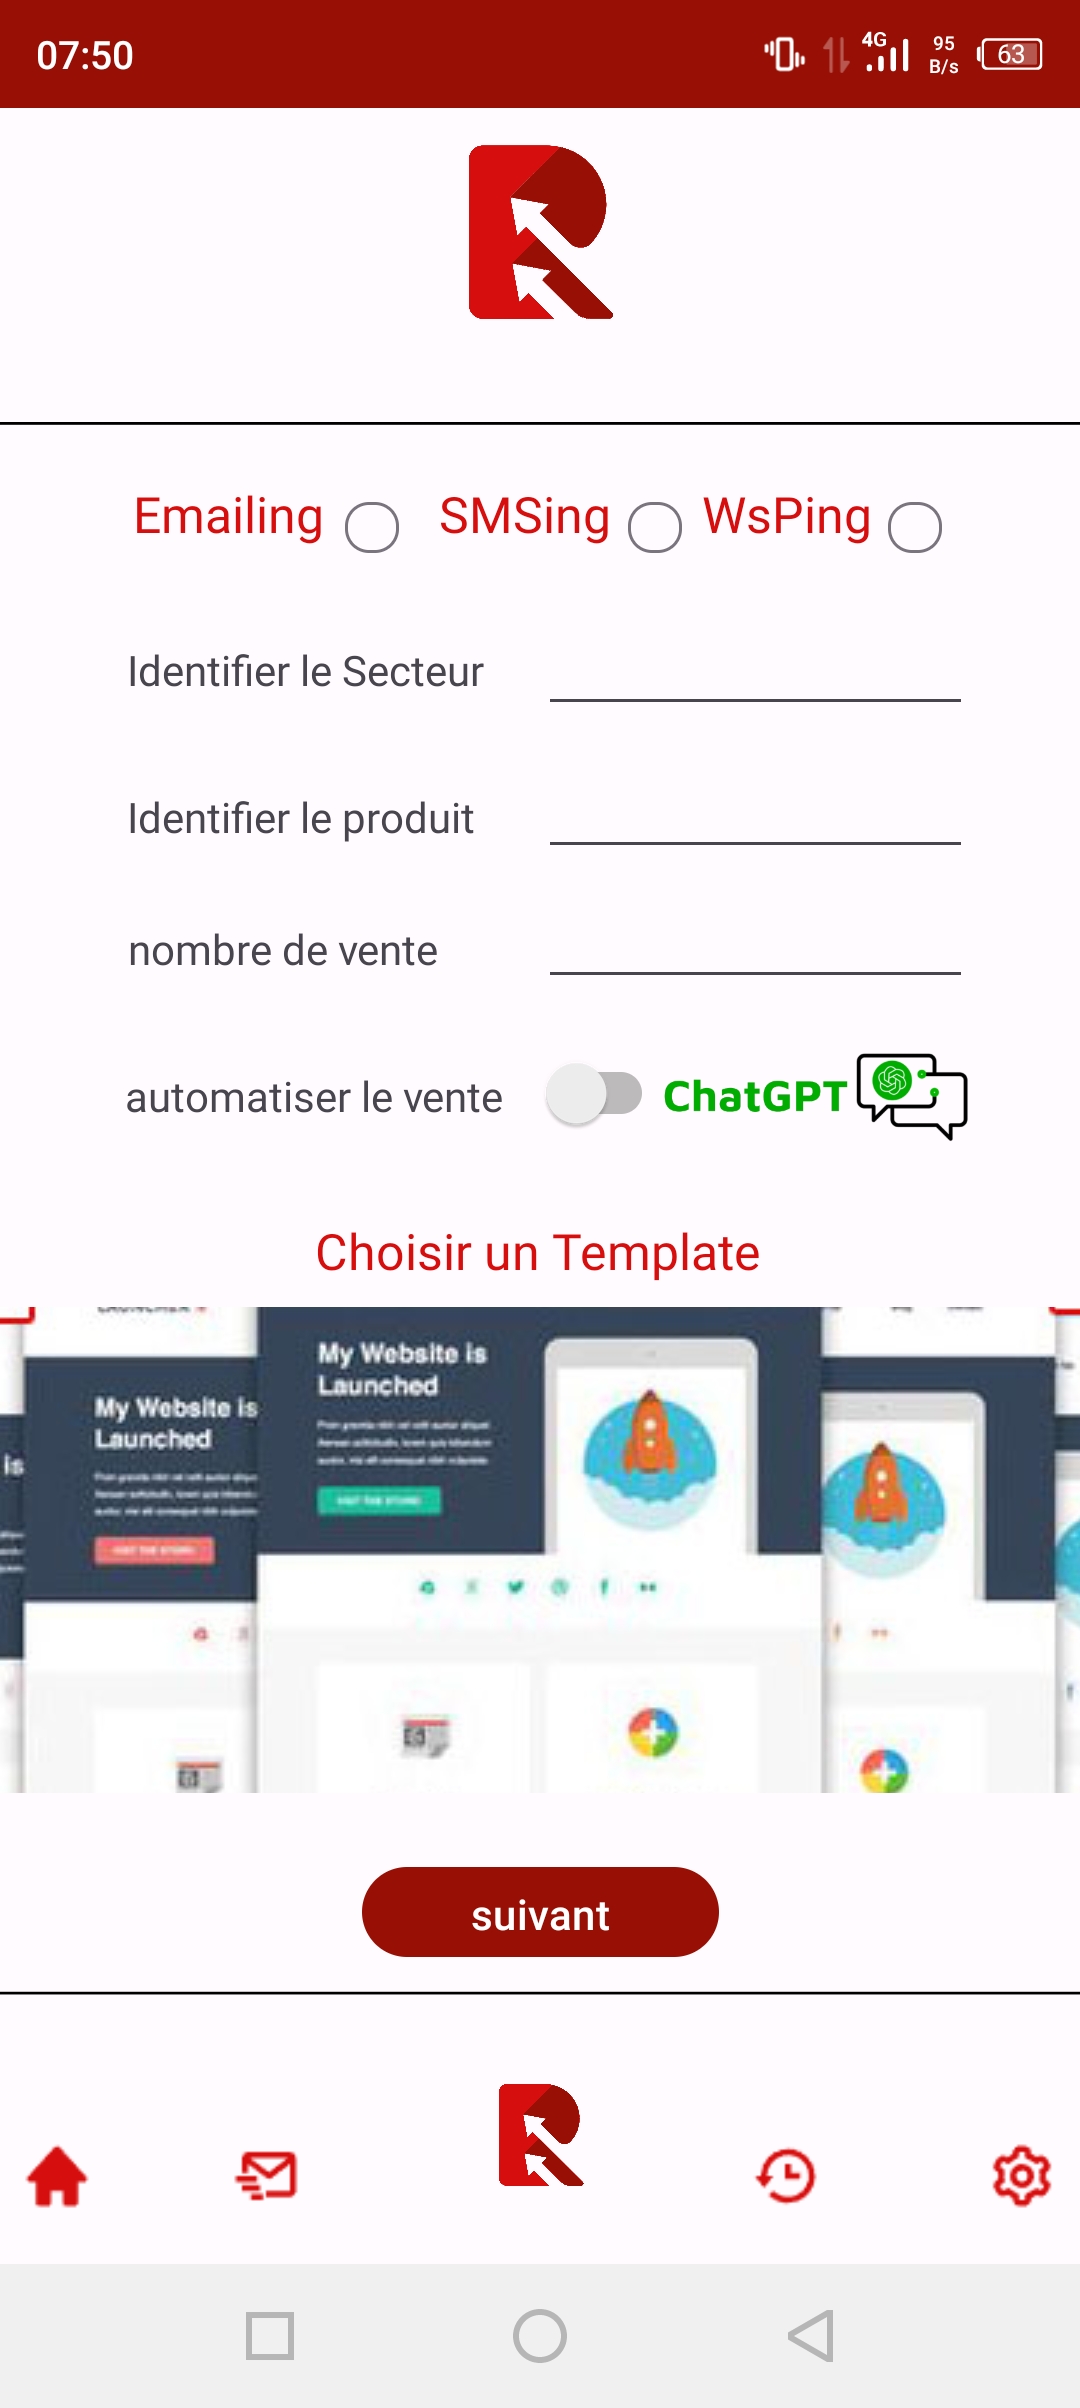 07:50
4G
95
B/s
63
Emailing SMSing WsPing
Identifier le Secteur
Identifier le produit
nombre de vente
automatiser le vente ChatGPT
Choisir un Template
My Website is
Launched
My Website is
Launched
is
suivant